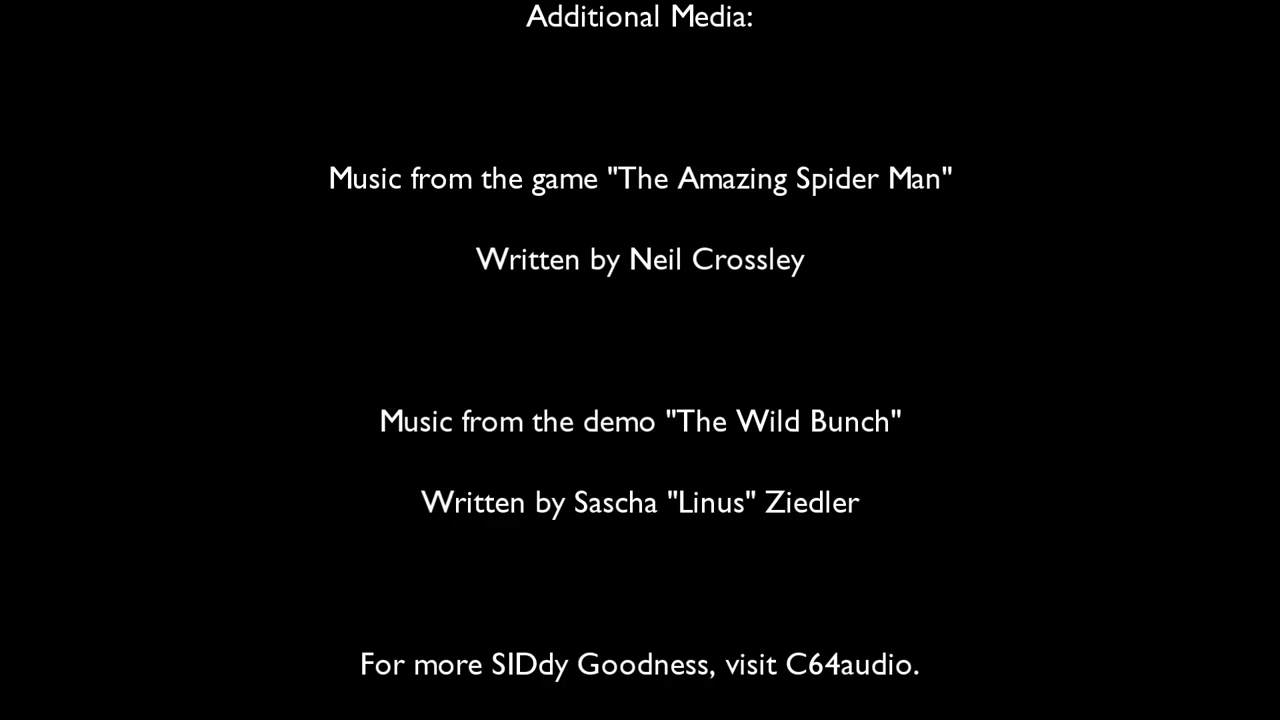 Additional Media:
Music from the game "The Amazing Spider Man"
Written by Neil Crossley
Music from the demo "The Wild Bunch"
Written by Sascha "Linus" Ziedler
For more SIDdy Goodness, visit C64audio.